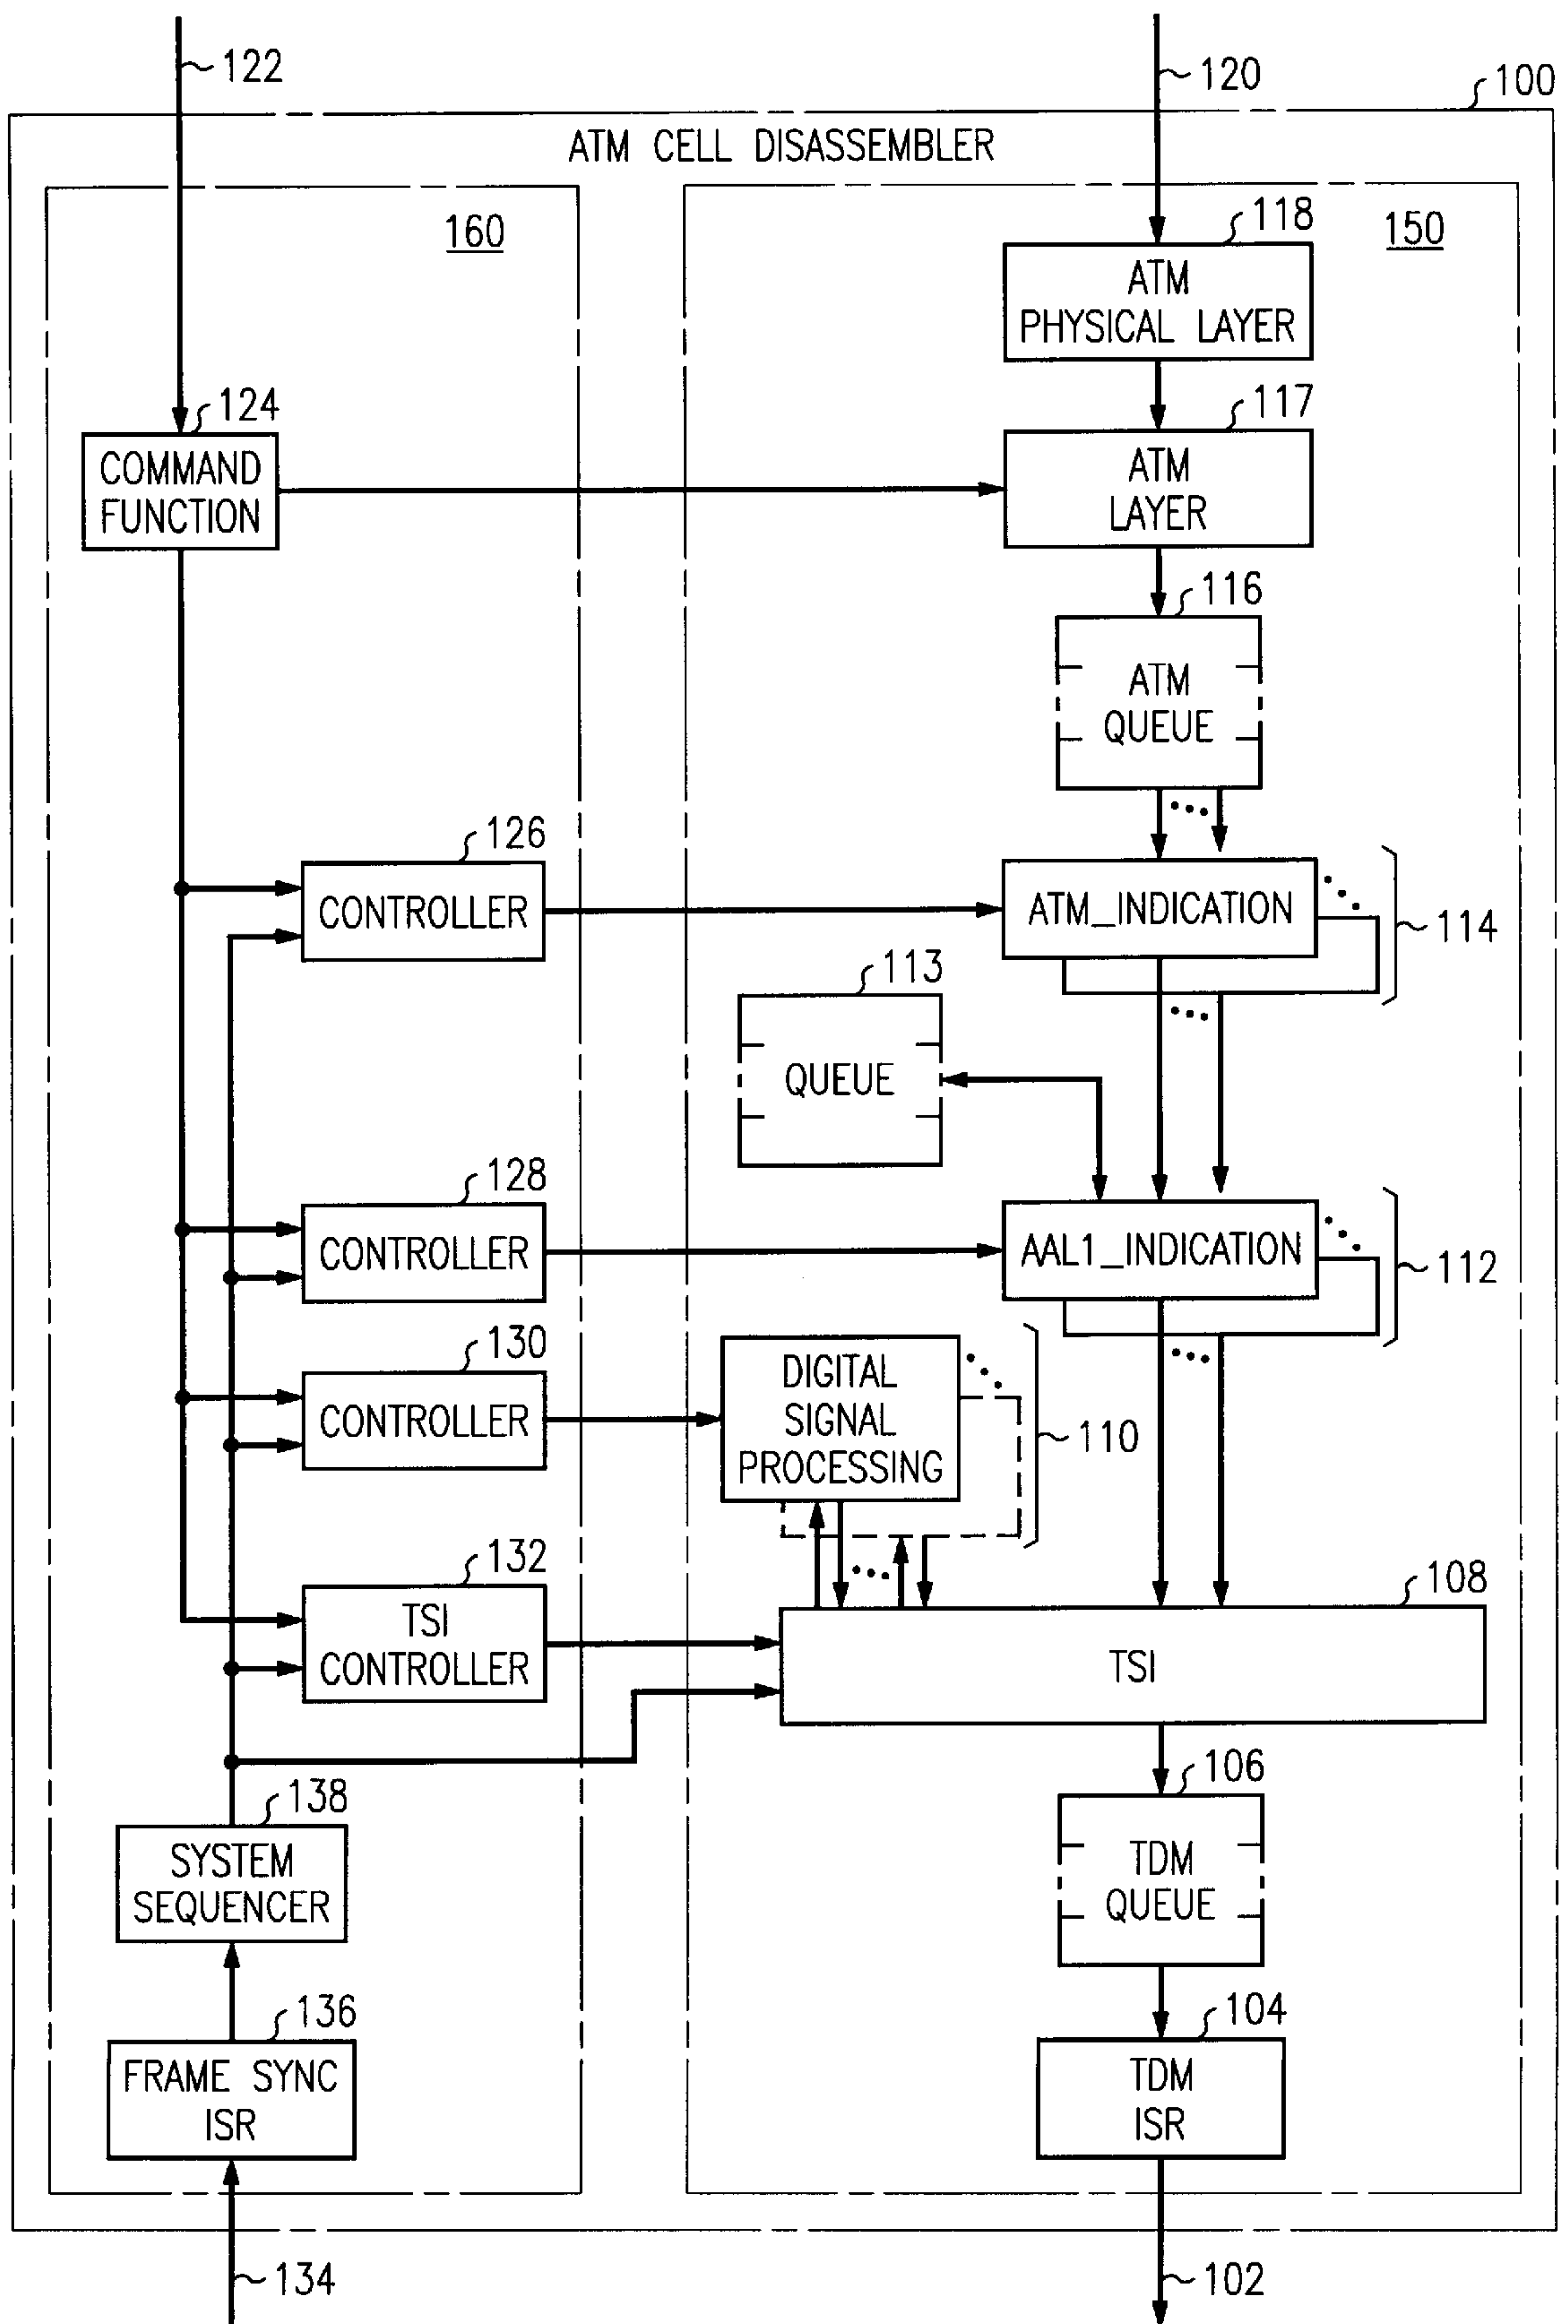 122
120
100
ATM CELL DISASSEMBLER
160
150
118
ATM
PHYSICAL LAYER
124
COMMAND
FUNCTION
117
ATM
LAYER
116
ATM
QUEUE
126
CONTROLLER
ATM_INDICATION
114
113
QUEUE
128
CONTROLLER
AAL1_INDICATION
112
130
CONTROLLER
DIGITAL
SIGNAL
PROCESSING
110
132
TSI
CONTROLLER
108
TSI
138
SYSTEM
SEQUENCER
106
TDM
QUEUE
136
FRAME SYNC
ISR
104
TDM
ISR
134
102